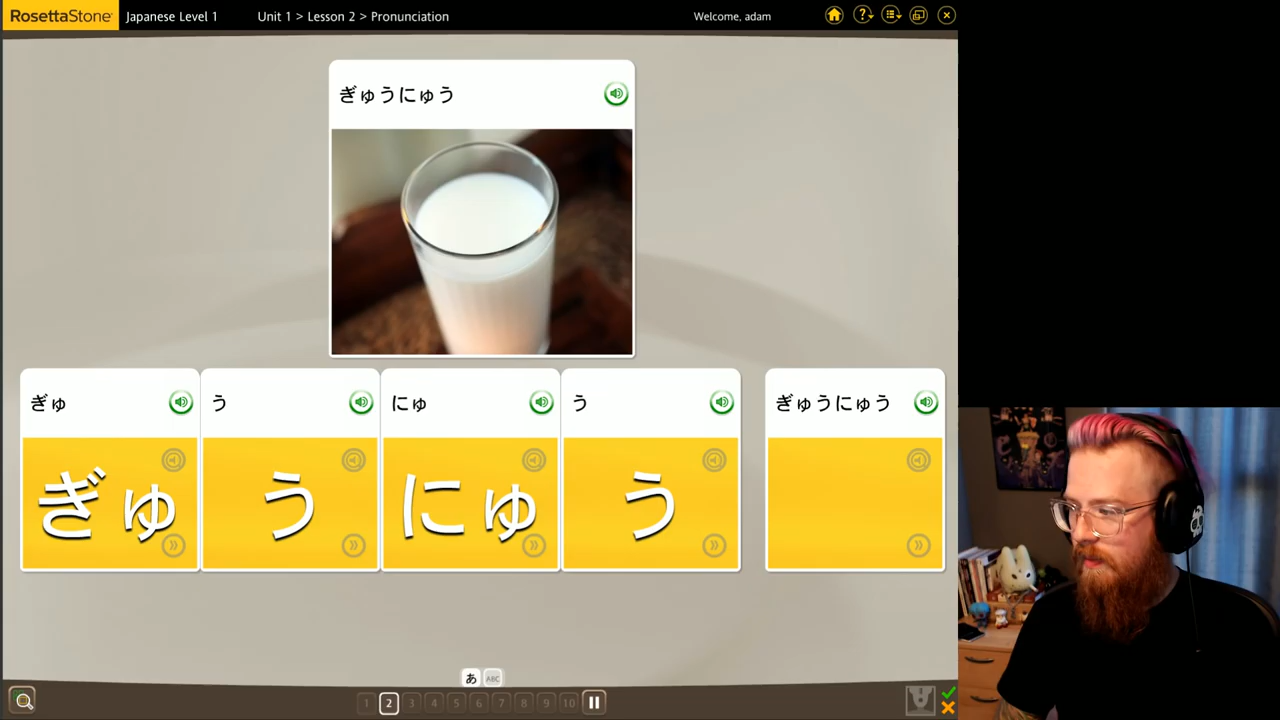 RosettaStone
Japanese Level 1
Unit 1 > Lesson 2 > Pronunciation
Welcome, adam
ぎゅうにゅう
ぎゅ
う
にゅ
う
ぎゅうにゅう
ぎゅ
う
にゅ
う
あ ABC
1 2 3 4 5 6 7 8 9 10